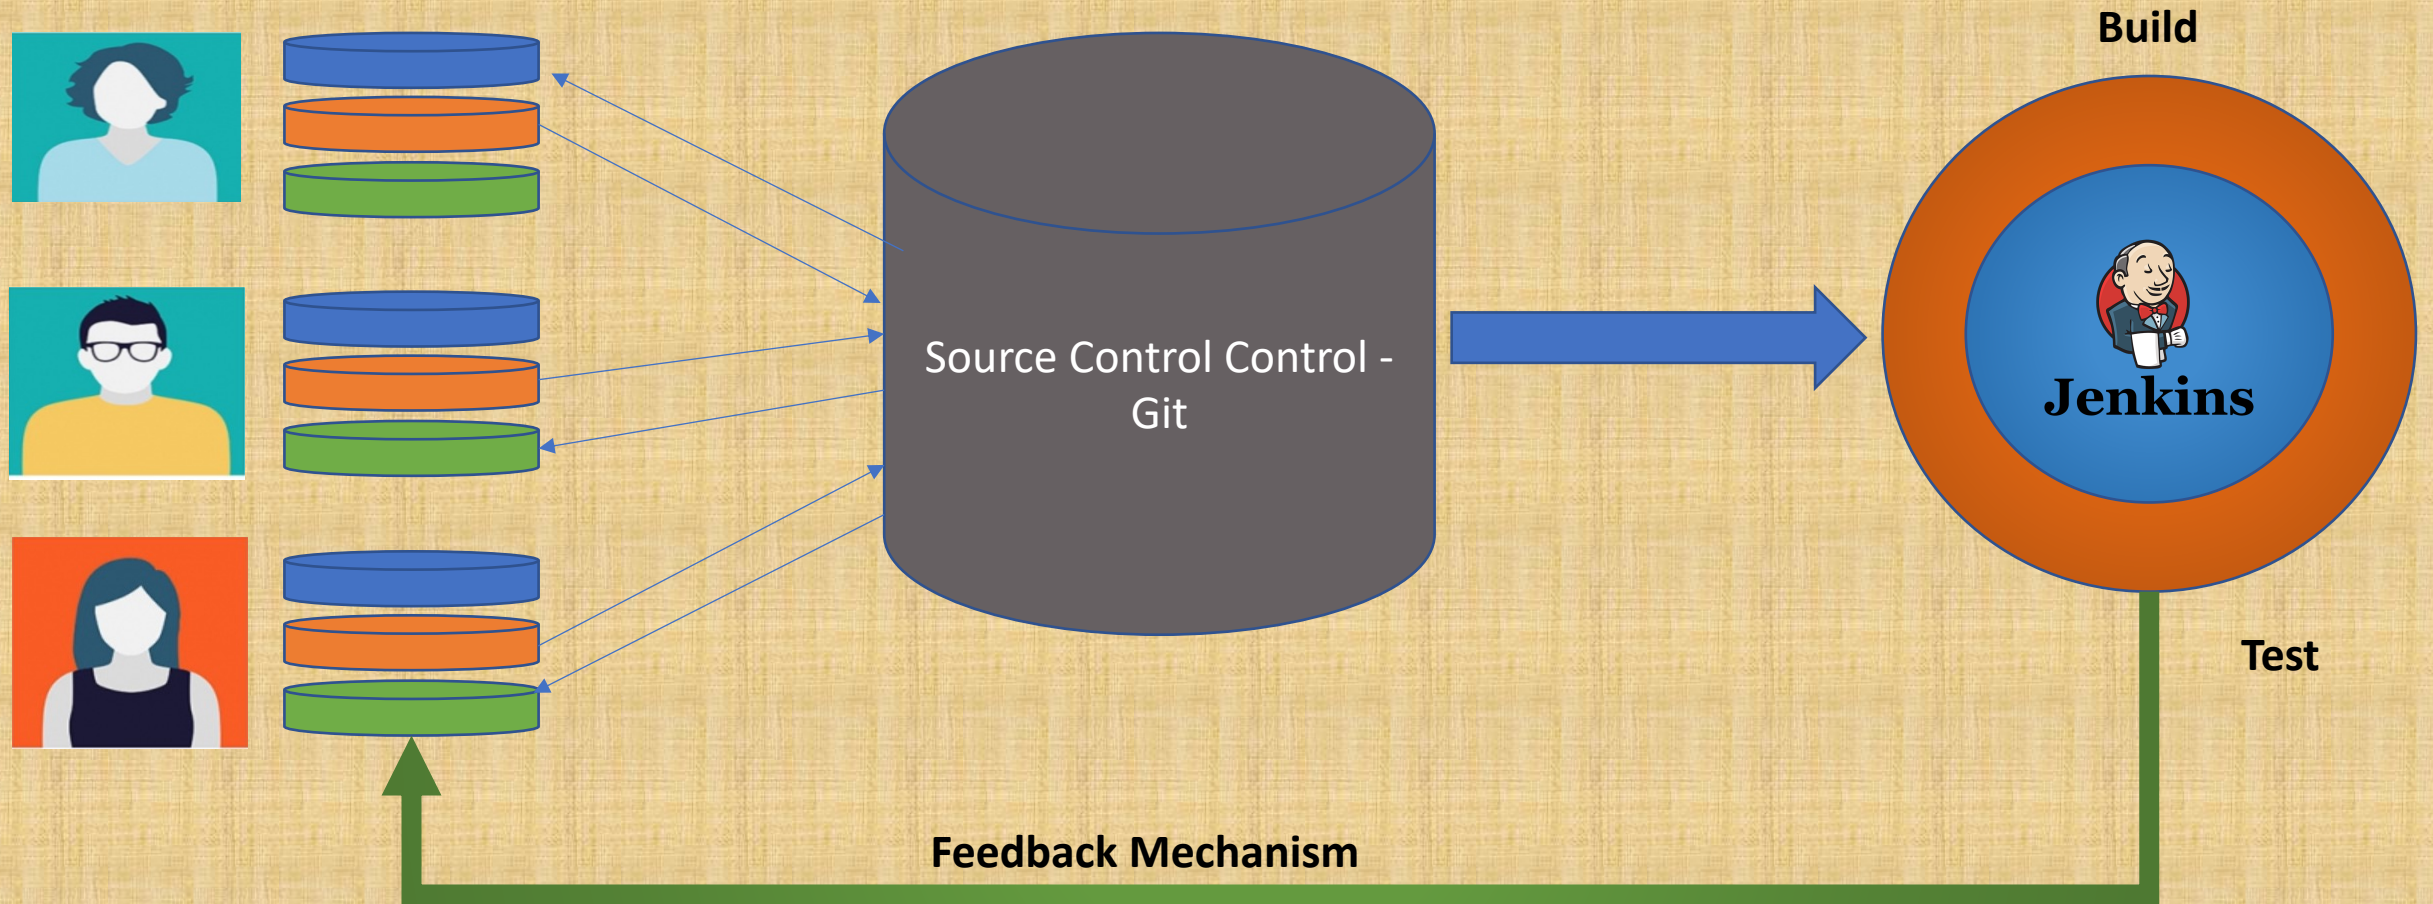 Build
Source Control Control -
Git
Jenkins
Test
Feedback Mechanism